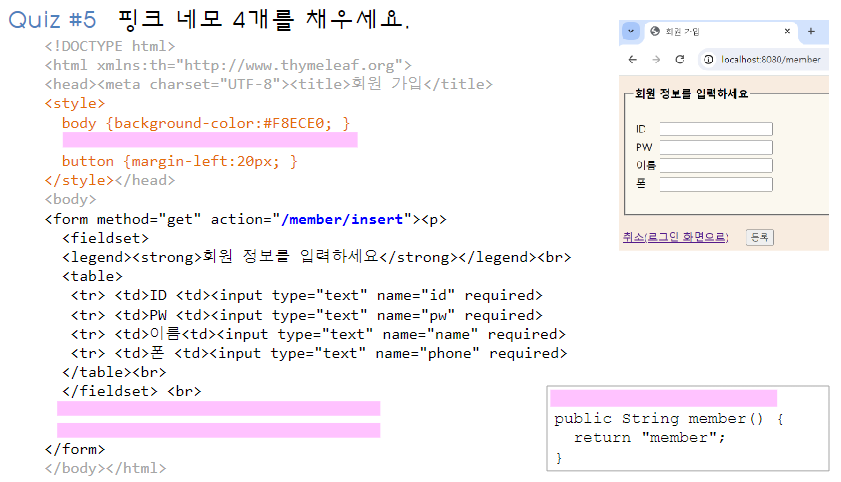 Quiz #5 핑크 네모 4개를 채우세요.
<!DOCTYPE html>
<html xmlns:th="http://www.thymeleaf.org">
<head><meta charset="UTF-8"><title>회원 가입</title>
<style>
body {background-color:#F8ECE0; }
button {margin-left:20px; }
</style></head>
<body>
<form method="get" action="/member/insert"><p>
<fieldset>
<legend><strong>회원 정보를 입력하세요</strong></legend><br>
<table>
<tr> <td>ID <td><input type="text" name="id" required>
<tr> <td>PW <td><input type="text" name="pw" required>
<tr> <td>이름<td><input type="text" name="name" required>
<tr> <td>폰 <td><input type="text" name="phone" required>
</table><br>
</fieldset> <br>
</form>
</body></html>
회원 가입
localhost:8080/member
회원 정보를 입력하세요
ID
PW
이름
폰
취소(로그인 화면으로) 등록
public String member() {
return "member";
}